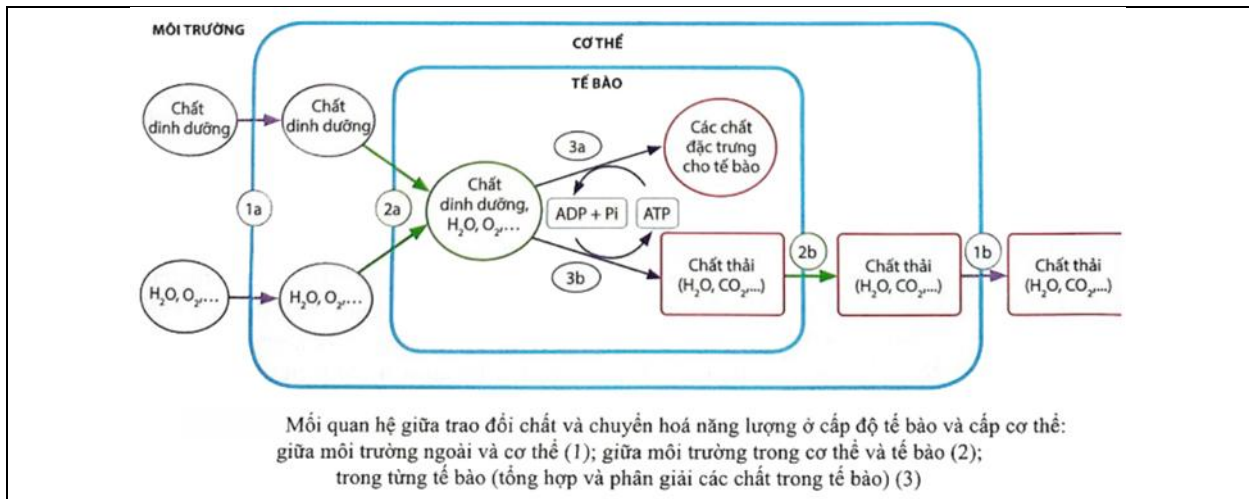 MÔI TRƯỜNG
CƠ THỂ
TẾ BÀO
Chất
dinh dưỡng
Chất
dinh dưỡng
3a
Các chất
đặc trưng
cho tế bào
1a
2a
Chất
dinh dưỡng,
H₂O, O₂,...
ADP + Pi
ATP
H₂O, O₂,...
H₂O, O₂,...
3b
Chất thải
(H₂O, CO₂,...)
2b
Chất thải
(H₂O, CO₂,...)
1b
Chất thải
(H₂O, CO₂,...)
Mối quan hệ giữa trao đổi chất và chuyển hoá năng lượng ở cấp độ tế bào và cấp cơ thể:
giữa môi trường ngoài và cơ thể (1); giữa môi trường trong cơ thể và tế bào (2);
trong từng tế bào (tổng hợp và phân giải các chất trong tế bào) (3)